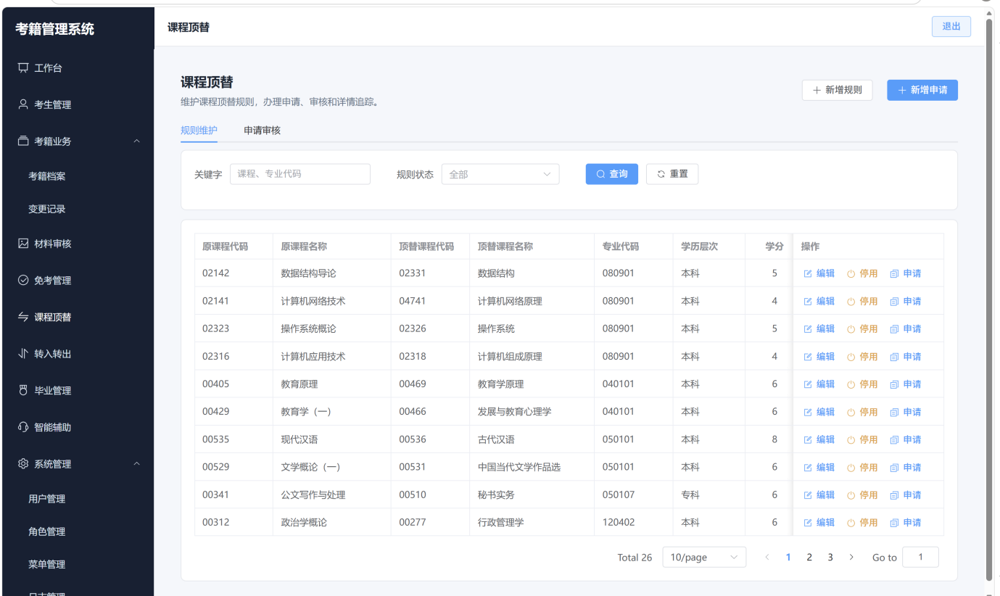 考籍管理系统
课程顶替
退出
工作台
考生管理
考籍业务
考籍档案
变更记录
材料审核
免考管理
课程顶替
转入转出
毕业管理
智能辅助
系统管理
用户管理
角色管理
菜单管理
课程顶替
维护课程顶替规则，办理申请、审核和详情追踪。
新增规则
新增申请
规则维护 申请审核
关键字 课程、专业代码 规则状态 全部 查询 重置
原课程代码 原课程名称 顶替课程代码 顶替课程名称 专业代码 学历层次 学分 操作
02142 数据结构导论 02331 数据结构 080901 本科 5 编辑 停用 申请
02141 计算机网络技术 04741 计算机网络原理 080901 本科 4 编辑 停用 申请
02323 操作系统概论 02326 操作系统 080901 本科 5 编辑 停用 申请
02316 计算机应用技术 02318 计算机组成原理 080901 本科 4 编辑 停用 申请
00405 教育原理 00469 教育学原理 040101 本科 6 编辑 停用 申请
00429 教育学（一） 00466 发展与教育心理学 040101 本科 6 编辑 停用 申请
00535 现代汉语 00536 古代汉语 050101 本科 8 编辑 停用 申请
00529 文学概论（一） 00531 中国当代文学作品选 050101 本科 6 编辑 停用 申请
00341 公文写作与处理 00510 秘书实务 050107 专科 6 编辑 停用 申请
00312 政治学概论 00277 行政管理学 120402 本科 6 编辑 停用 申请
Total 26 10/page 1 2 3 Go to 1